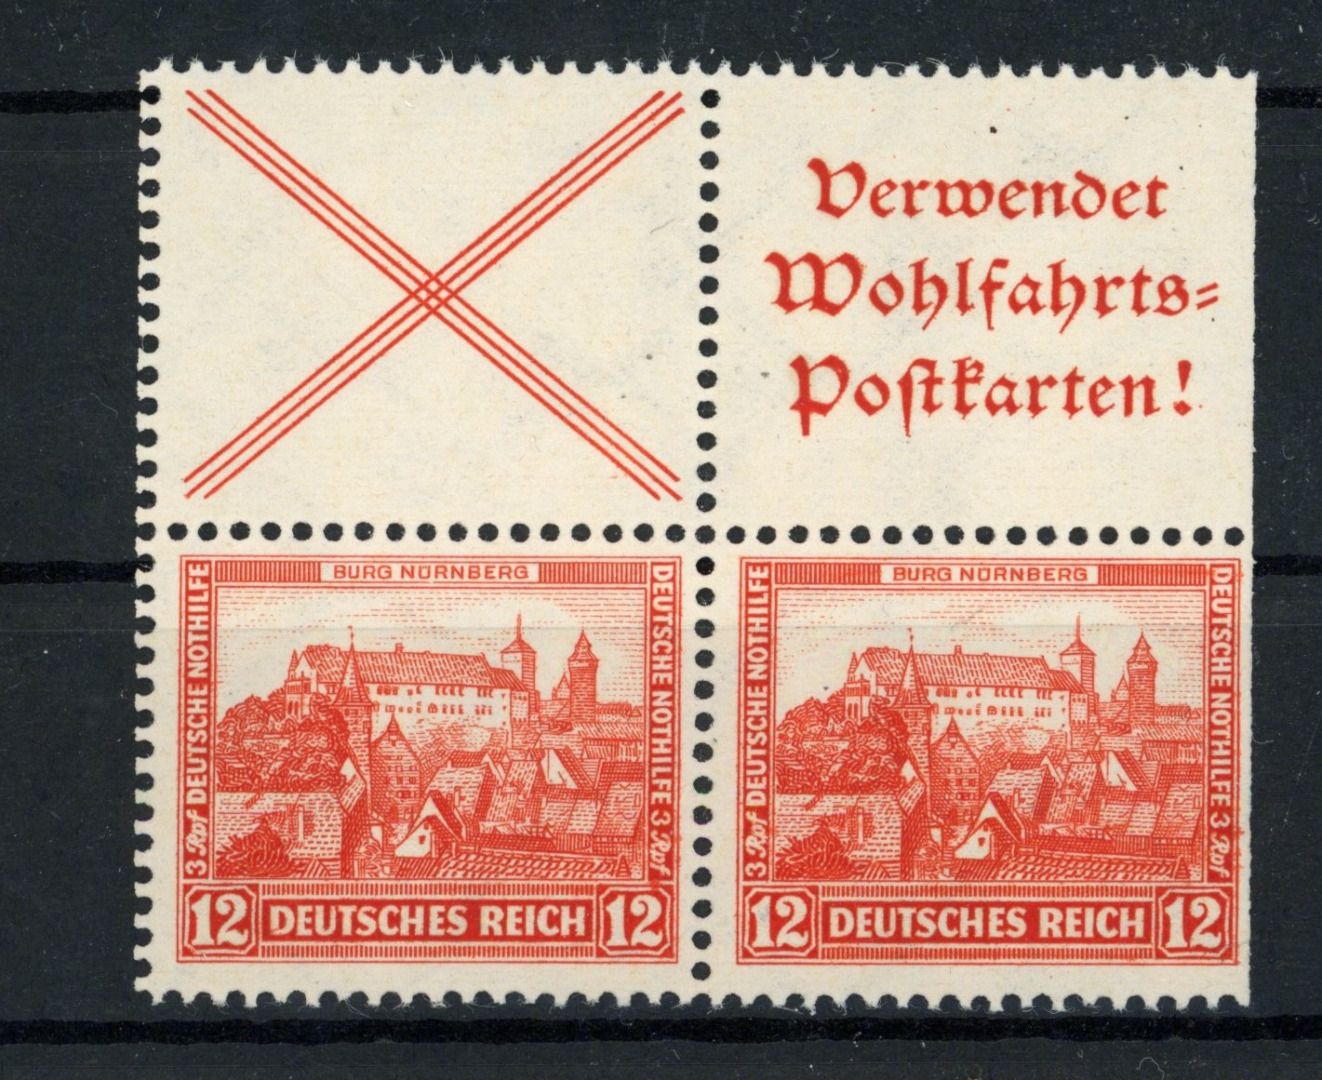 Verwendet
Wohlfahrts=
Poſtkarten!
BURG NÜRNBERG
3 Rpf DEUTSCHE NOTHILFE
DEUTSCHE NOTHILFE 3 Rpf
12 DEUTSCHES REICH 12
BURG NÜRNBERG
3 Rpf DEUTSCHE NOTHILFE
DEUTSCHE NOTHILFE 3 Rpf
12 DEUTSCHES REICH 12